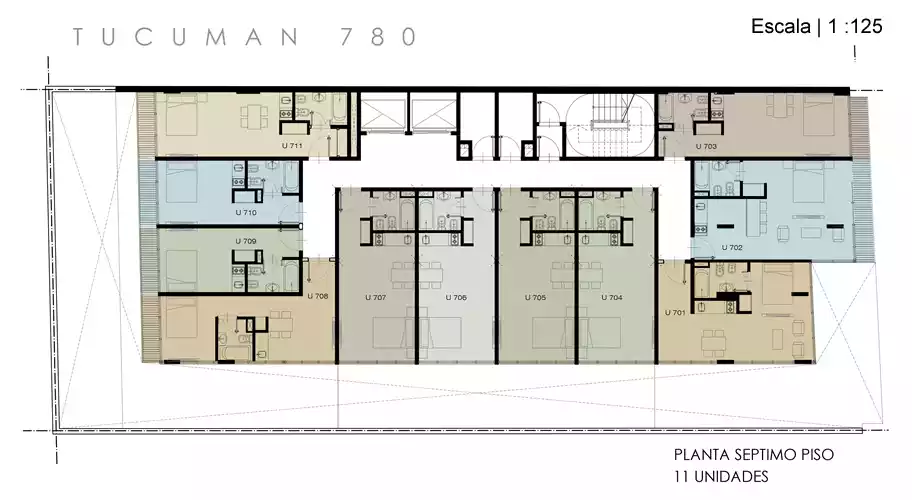 TUCUMAN 780
Escala | 1 :125
U 711
U 703
U 710
U 702
U 709
U 708
U 707
U 706
U 705
U 704
U 701
PLANTA SEPTIMO PISO
11 UNIDADES